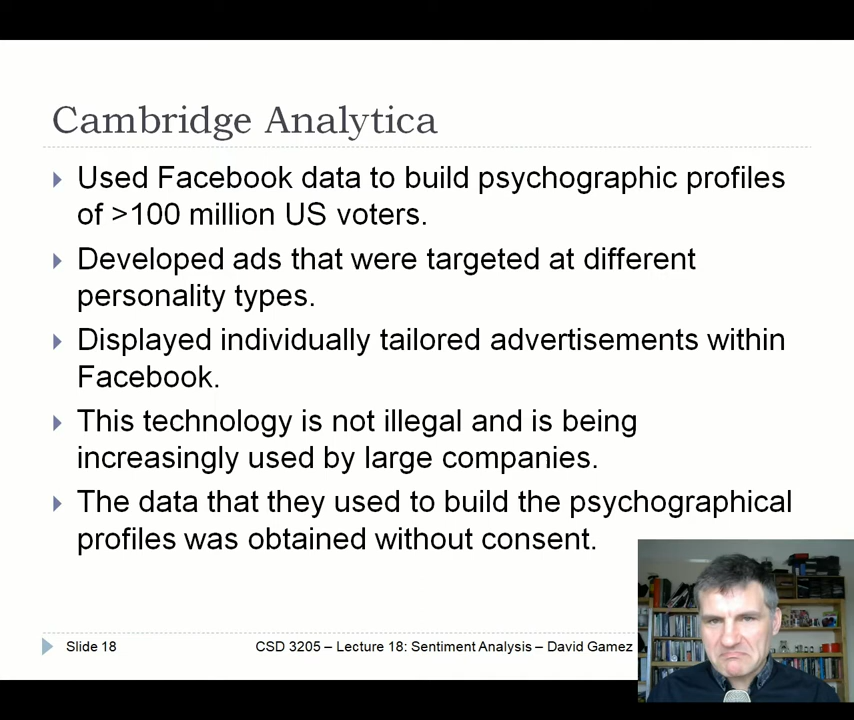 Cambridge Analytica
Used Facebook data to build psychographic profiles
of >100 million US voters.
Developed ads that were targeted at different
personality types.
Displayed individually tailored advertisements within
Facebook.
This technology is not illegal and is being
increasingly used by large companies.
The data that they used to build the psychographical
profiles was obtained without consent.
Slide 18
CSD 3205 – Lecture 18: Sentiment Analysis – David Gamez